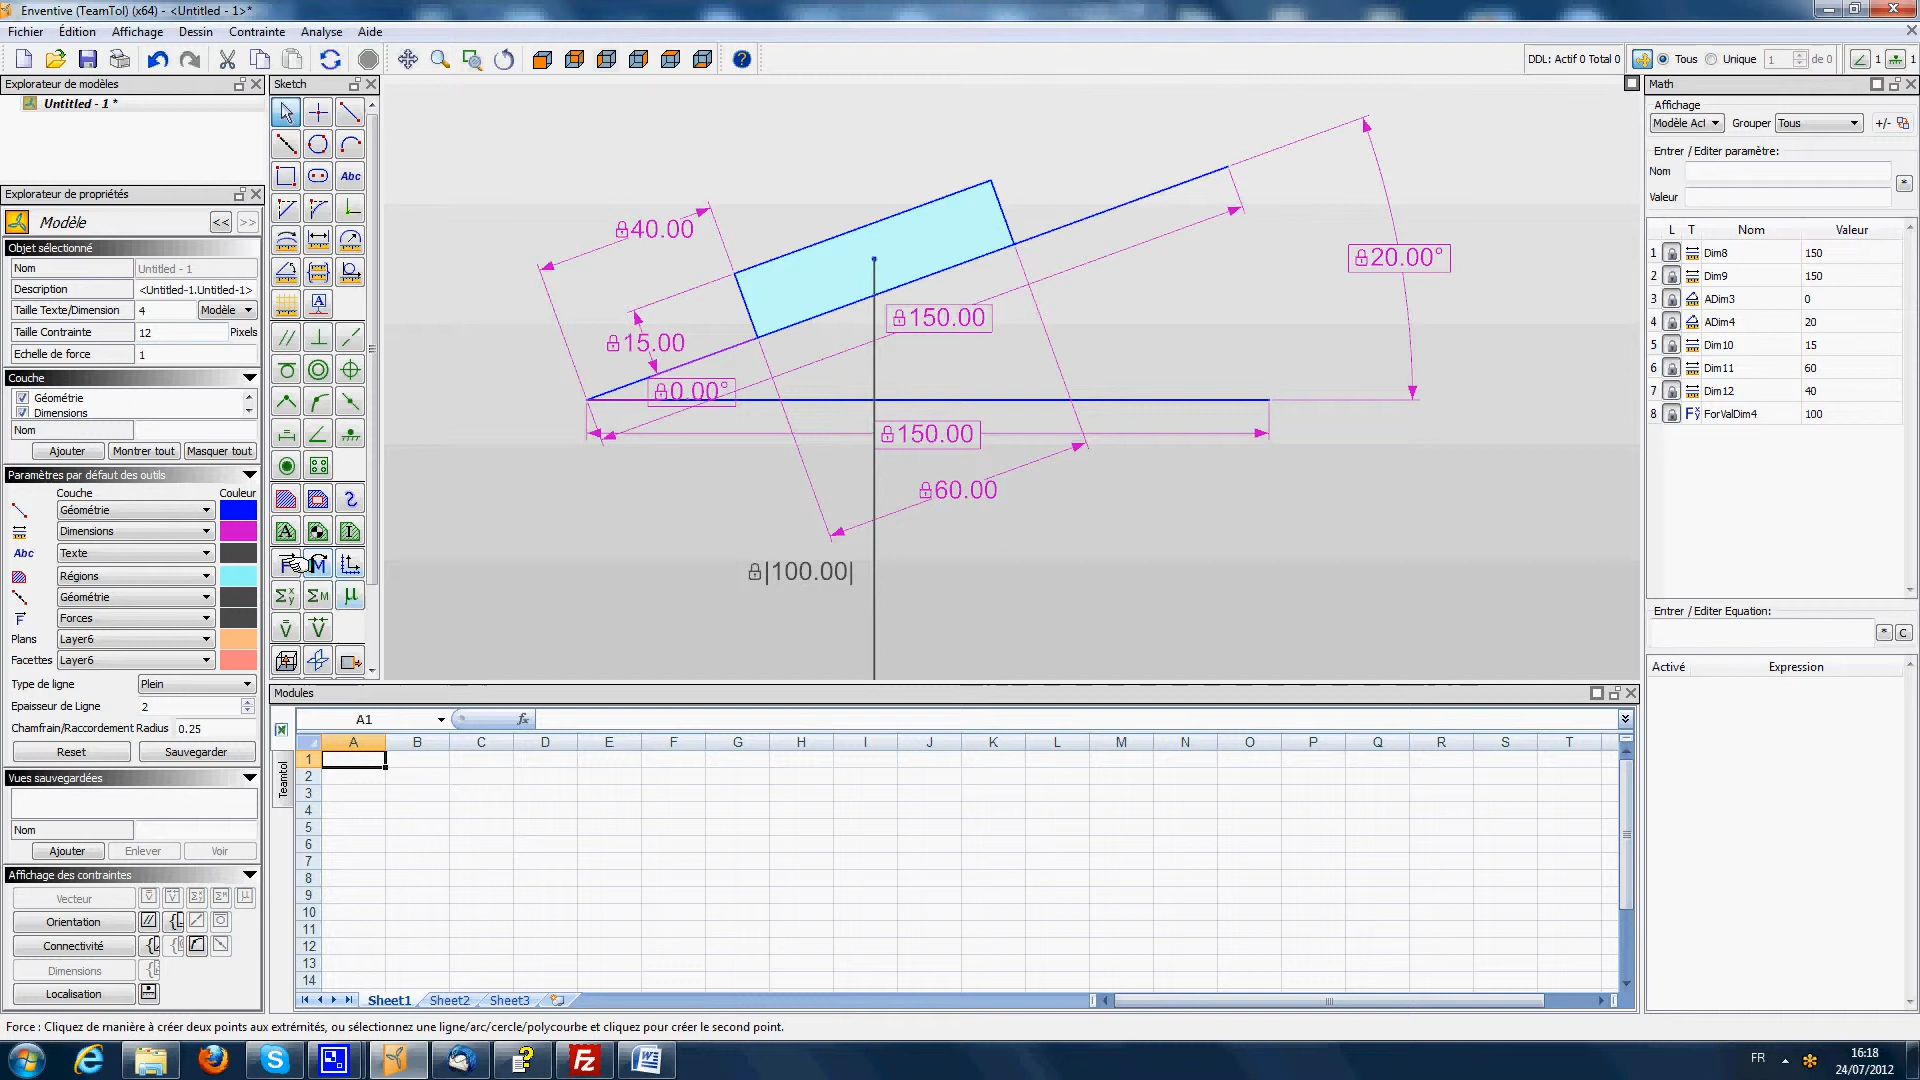 Enventive (TeamTol) (x64) - <Untitled - 1>*
Fichier Édition Affichage Dessin Contrainte Analyse Aide
DDL: Actif 0 Total 0 Tous Unique 1 de 0 1 1
Explorateur de modèles
Untitled - 1 *
Explorateur de propriétés
Modèle << >>
Objet sélectionné
Nom Untitled - 1
Description <Untitled-1.Untitled-1>
Taille Texte/Dimension 4 Modèle
Taille Contrainte 12 Pixels
Echelle de force 1
Couche
Géométrie
Dimensions
Nom
Ajouter Montrer tout Masquer tout
Paramètres par défaut des outils
Couche Couleur
Géométrie
Dimensions
Abc Texte
Régions
Géométrie
F Forces
Plans Layer6
Facettes Layer6
Type de ligne Plein
Epaisseur de Ligne 2
Chamfrain/Raccordement Radius 0.25
Reset Sauvegarder
Vues sauvegardées
Nom
Ajouter Enlever Voir
Affichage des contraintes
Vecteur
Orientation
Connectivité
Dimensions
Localisation
Sketch
Abc
A
A I
F M
Σxy ΣM µ
V V
40.00
15.00
0.00°
150.00
150.00
60.00
20.00°
|100.00|
Math
Affichage
Modèle Act Grouper Tous +/-
Entrer / Editer paramètre:
Nom *
Valeur
L T Nom Valeur
1 Dim8 150
2 Dim9 150
3 ADim3 0
4 ADim4 20
5 Dim10 15
6 Dim11 60
7 Dim12 40
8 ForValDim4 100
Entrer / Editer Equation:
* C
Activé Expression
Modules
A1 fx
Teamtol
A B C D E F G H I J K L M N O P Q R S T
1
2
3
4
5
6
7
8
9
10
11
12
13
14
Sheet1 Sheet2 Sheet3
Force : Cliquez de manière à créer deux points aux extrémités, ou sélectionnez une ligne/arc/cercle/polycourbe et cliquez pour créer le second point.
FR 16:18
24/07/2012